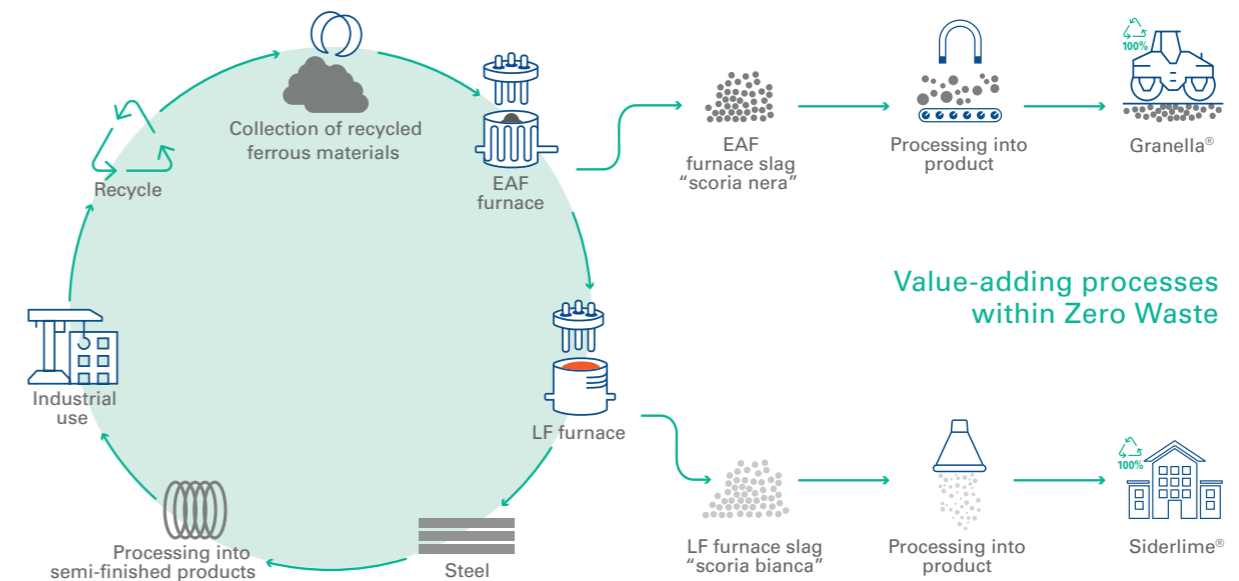 Collection of recycled
ferrous materials
EAF
furnace
EAF
furnace slag
“scoria nera”
Processing into
product
100%
Granella®
Recycle
Value-adding processes
within Zero Waste
Industrial
use
LF furnace
LF furnace slag
“scoria bianca”
Processing into
product
100%
Siderlime®
Processing into
semi-finished products
Steel